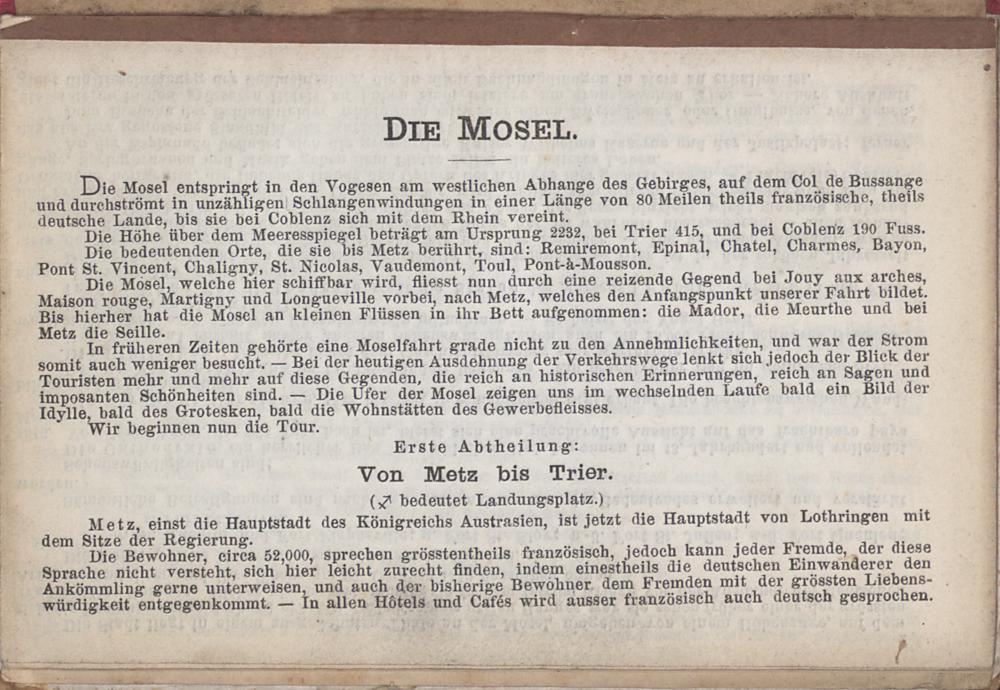 DIE MOSEL.
Die Mosel entspringt in den Vogesen am westlichen Abhange des Gebirges, auf dem Col de Bussange
und durchströmt in unzähligen Schlangenwindungen in einer Länge von 80 Meilen theils französische, theils
deutsche Lande, bis sie bei Coblenz sich mit dem Rhein vereint.
Die Höhe über dem Meeresspiegel beträgt am Ursprung 2232, bei Trier 415, und bei Coblenz 190 Fuss.
Die bedeutenden Orte, die sie bis Metz berührt, sind: Remiremont, Epinal, Chatel, Charmes, Bayon,
Pont St. Vincent, Chaligny, St. Nicolas, Vaudemont, Toul, Pont-à-Mousson.
Die Mosel, welche hier schiffbar wird, fliesst nun durch eine reizende Gegend bei Jouy aux arches,
Maison rouge, Martigny und Longueville vorbei, nach Metz, welches den Anfangspunkt unserer Fahrt bildet.
Bis hierher hat die Mosel an kleinen Flüssen in ihr Bett aufgenommen: die Mador, die Meurthe und bei
Metz die Seille.
In früheren Zeiten gehörte eine Moselfahrt grade nicht zu den Annehmlichkeiten, und war der Strom
somit auch weniger besucht. — Bei der heutigen Ausdehnung der Verkehrswege lenkt sich jedoch der Blick der
Touristen mehr und mehr auf diese Gegenden, die reich an historischen Erinnerungen, reich an Sagen und
imposanten Schönheiten sind. — Die Ufer der Mosel zeigen uns im wechselnden Laufe bald ein Bild der
Idylle, bald des Grotesken, bald die Wohnstätten des Gewerbefleisses.
Wir beginnen nun die Tour.
Erste Abtheilung:
Von Metz bis Trier.
(↗ bedeutet Landungsplatz.)
Metz, einst die Hauptstadt des Königreichs Austrasien, ist jetzt die Hauptstadt von Lothringen mit
dem Sitze der Regierung.
Die Bewohner, circa 52,000, sprechen grösstentheils französisch, jedoch kann jeder Fremde, der diese
Sprache nicht versteht, sich hier leicht zurecht finden, indem einestheils die deutschen Einwanderer den
Ankömmling gerne unterweisen, und auch der bisherige Bewohner dem Fremden mit der grössten Liebens-
würdigkeit entgegenkommt. — In allen Hôtels und Cafés wird ausser französisch auch deutsch gesprochen.